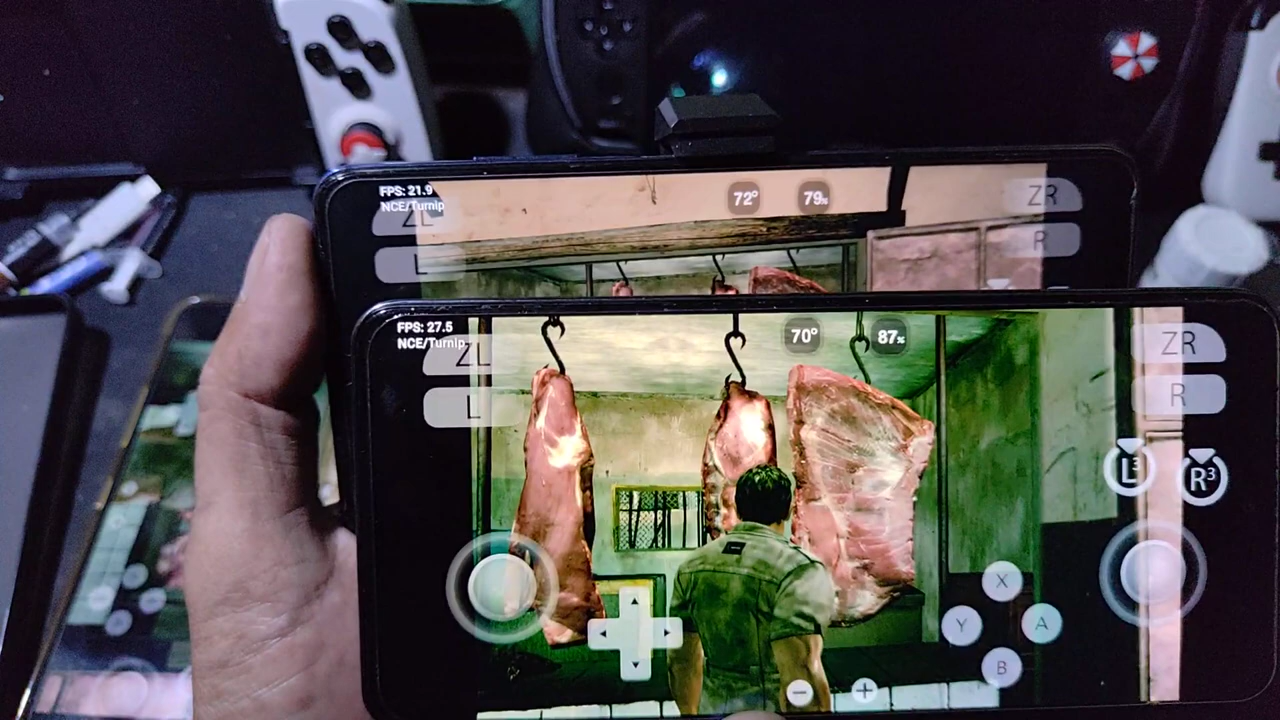 FPS: 21.9
NCE/Turnip
72°
79%
ZL
ZR
L
R
FPS: 27.5
NCE/Turnip
70°
87%
ZL
ZR
L
R
L3
R3
X
Y
A
B